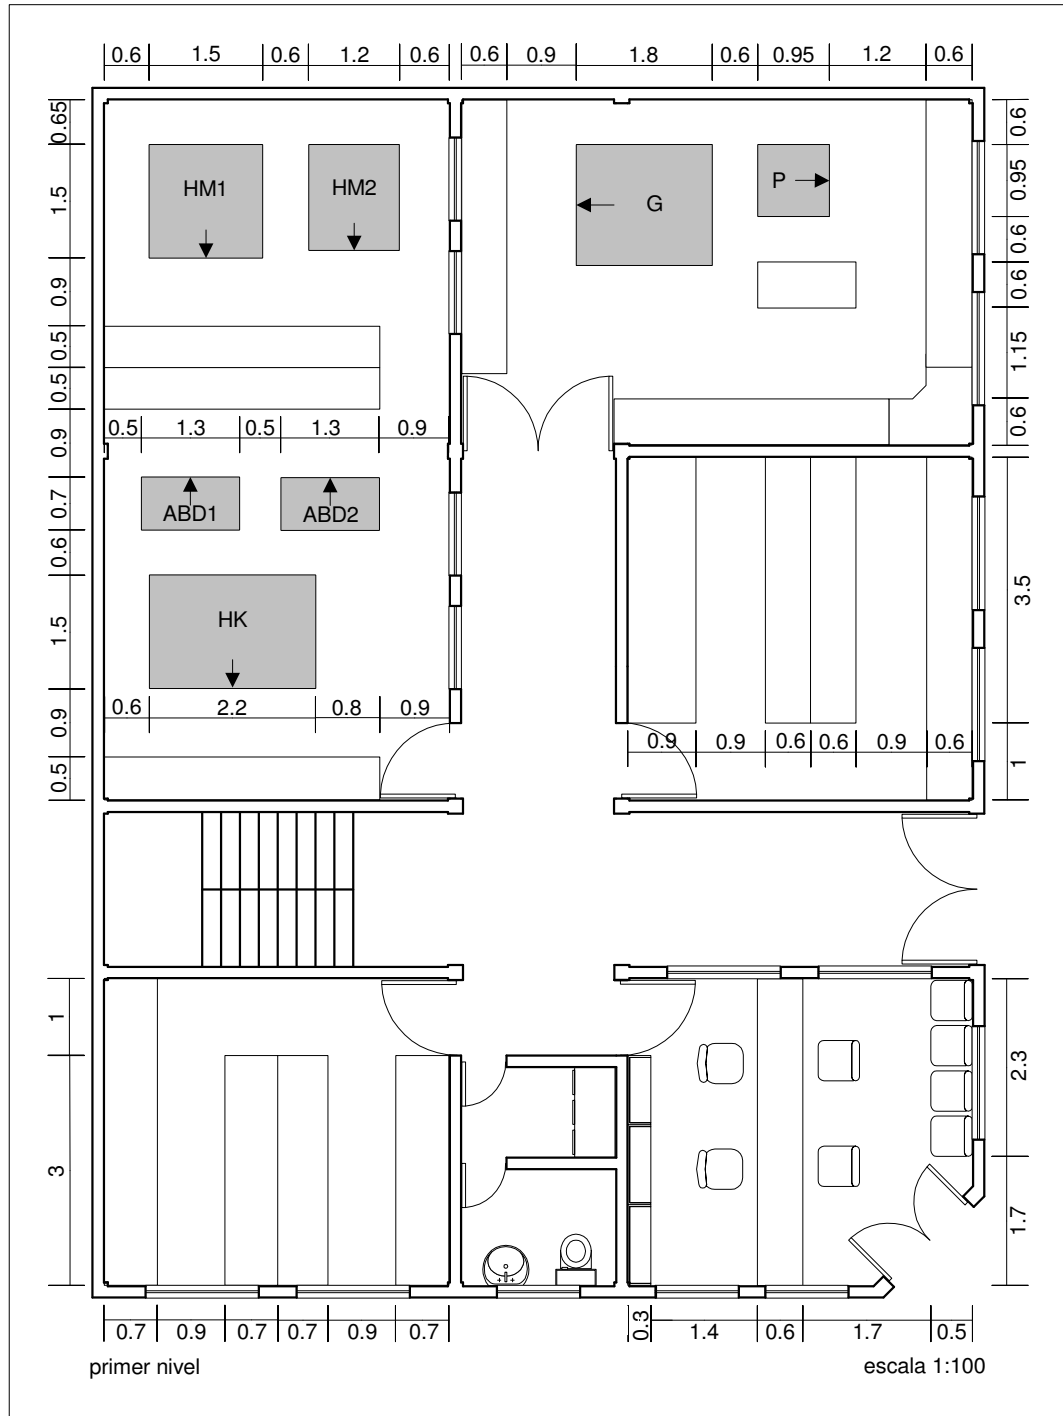 0.6 1.5 0.6 1.2 0.6 0.6 0.9 1.8 0.6 0.95 1.2 0.6
0.65
1.5
0.9
0.5
0.5
0.9
0.7
0.6
1.5
0.9
0.5
1
3
HM1
HM2
G
P
0.5 1.3 0.5 1.3 0.9
ABD1
ABD2
HK
0.6 2.2 0.8 0.9
0.9 0.9 0.6 0.6 0.9 0.6
0.6
0.95
0.6
0.6
1.15
0.6
3.5
1
2.3
1.7
0.7 0.9 0.7 0.7 0.9 0.7 0.3 1.4 0.6 1.7 0.5
primer nivel
escala 1:100